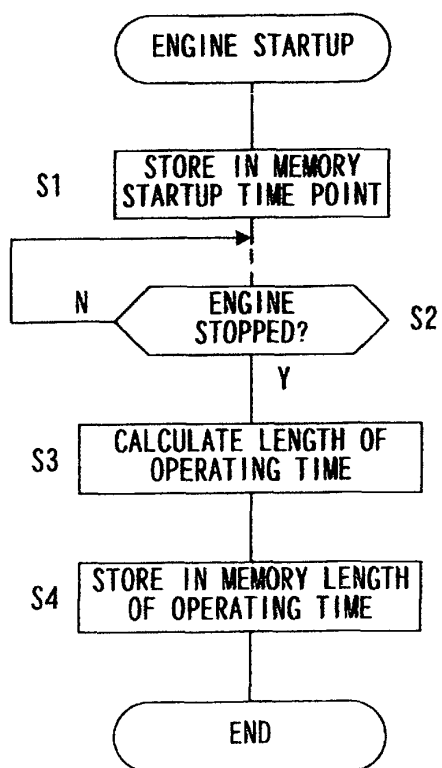 ENGINE STARTUP
S1
STORE IN MEMORY
STARTUP TIME POINT
N
ENGINE
STOPPED?
S2
Y
S3
CALCULATE LENGTH OF
OPERATING TIME
S4
STORE IN MEMORY LENGTH
OF OPERATING TIME
END